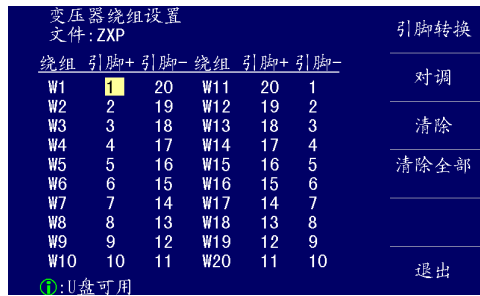 变压器绕组设置
文件:ZXP
绕组 引脚+ 引脚- 绕组 引脚+ 引脚-
W1 1 20 W11 20 1
W2 2 19 W12 19 2
W3 3 18 W13 18 3
W4 4 17 W14 17 4
W5 5 16 W15 16 5
W6 6 15 W16 15 6
W7 7 14 W17 14 7
W8 8 13 W18 13 8
W9 9 12 W19 12 9
W10 10 11 W20 11 10
i:U盘可用
引脚转换
对调
清除
清除全部
退出